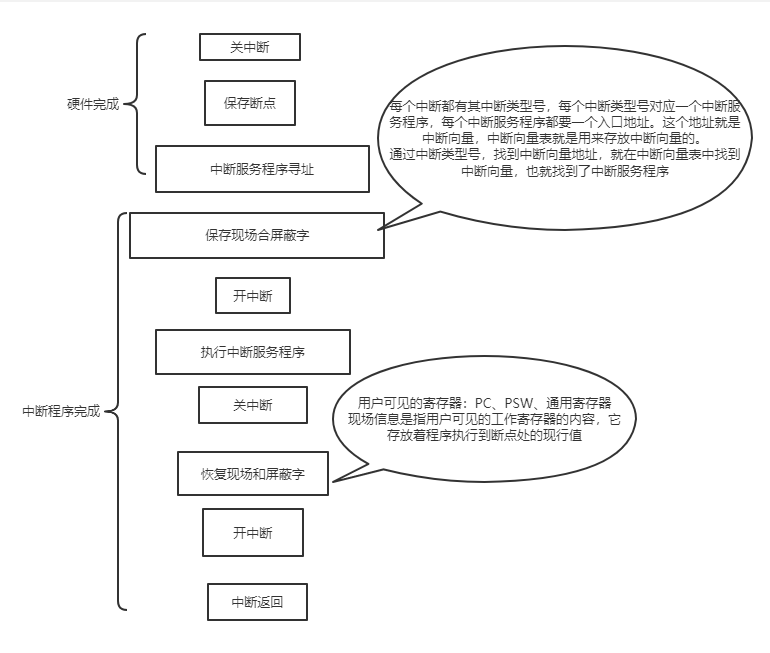 关中断
硬件完成
保存断点
中断服务程序寻址
每个中断都有其中断类型号，每个中断类型号对应一个中断服
务程序，每个中断服务程序都要一个入口地址。这个地址就是
中断向量，中断向量表就是用来存放中断向量的。
通过中断类型号，找到中断向量地址，就在中断向量表中找到
中断向量，也就找到了中断服务程序
保存现场合屏蔽字
开中断
执行中断服务程序
中断程序完成
关中断
用户可见的寄存器：PC、PSW、通用寄存器
现场信息是指用户可见的工作寄存器的内容，它
存放着程序执行到断点处的现行值
恢复现场和屏蔽字
开中断
中断返回